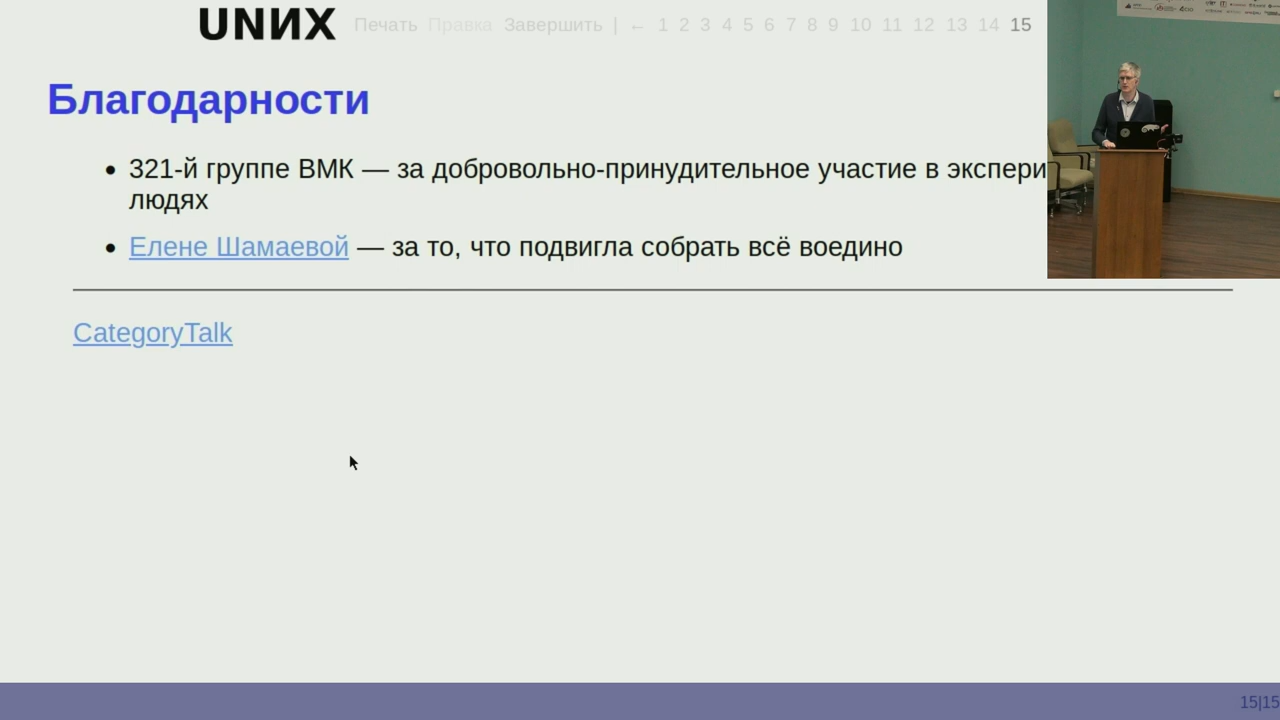 UNИX Печать Правка Завершить | ← 1 2 3 4 5 6 7 8 9 10 11 12 13 14 15
Благодарности
• 321-й группе ВМК — за добровольно-принудительное участие в экспери
людях
• Елене Шамаевой — за то, что подвигла собрать всё воедино
CategoryTalk
15|15